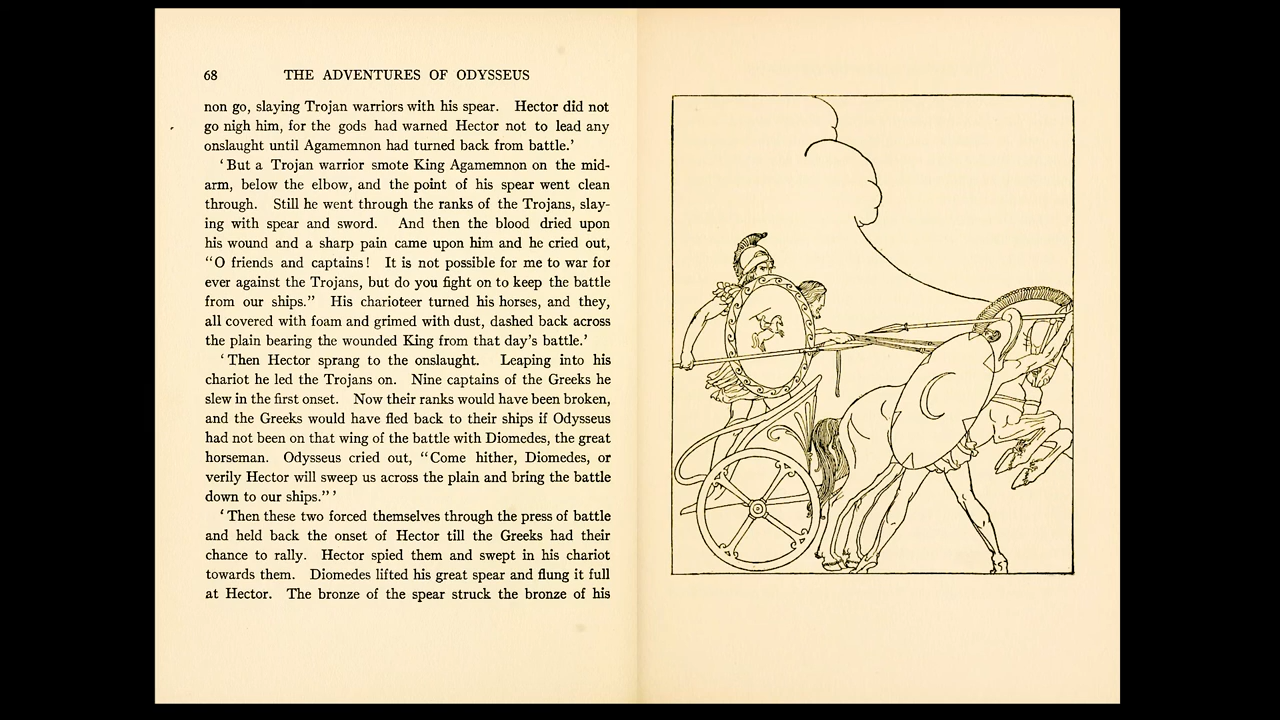 68 THE ADVENTURES OF ODYSSEUS
non go, slaying Trojan warriors with his spear. Hector did not
go nigh him, for the gods had warned Hector not to lead any
onslaught until Agamemnon had turned back from battle.’
‘But a Trojan warrior smote King Agamemnon on the mid-
arm, below the elbow, and the point of his spear went clean
through. Still he went through the ranks of the Trojans, slay-
ing with spear and sword. And then the blood dried upon
his wound and a sharp pain came upon him and he cried out,
“O friends and captains! It is not possible for me to war for
ever against the Trojans, but do you fight on to keep the battle
from our ships.” His charioteer turned his horses, and they,
all covered with foam and grimed with dust, dashed back across
the plain bearing the wounded King from that day’s battle.’
‘Then Hector sprang to the onslaught. Leaping into his
chariot he led the Trojans on. Nine captains of the Greeks he
slew in the first onset. Now their ranks would have been broken,
and the Greeks would have fled back to their ships if Odysseus
had not been on that wing of the battle with Diomedes, the great
horseman. Odysseus cried out, “Come hither, Diomedes, or
verily Hector will sweep us across the plain and bring the battle
down to our ships.” ’
‘Then these two forced themselves through the press of battle
and held back the onset of Hector till the Greeks had their
chance to rally. Hector spied them and swept in his chariot
towards them. Diomedes lifted his great spear and flung it full
at Hector. The bronze of the spear struck the bronze of his